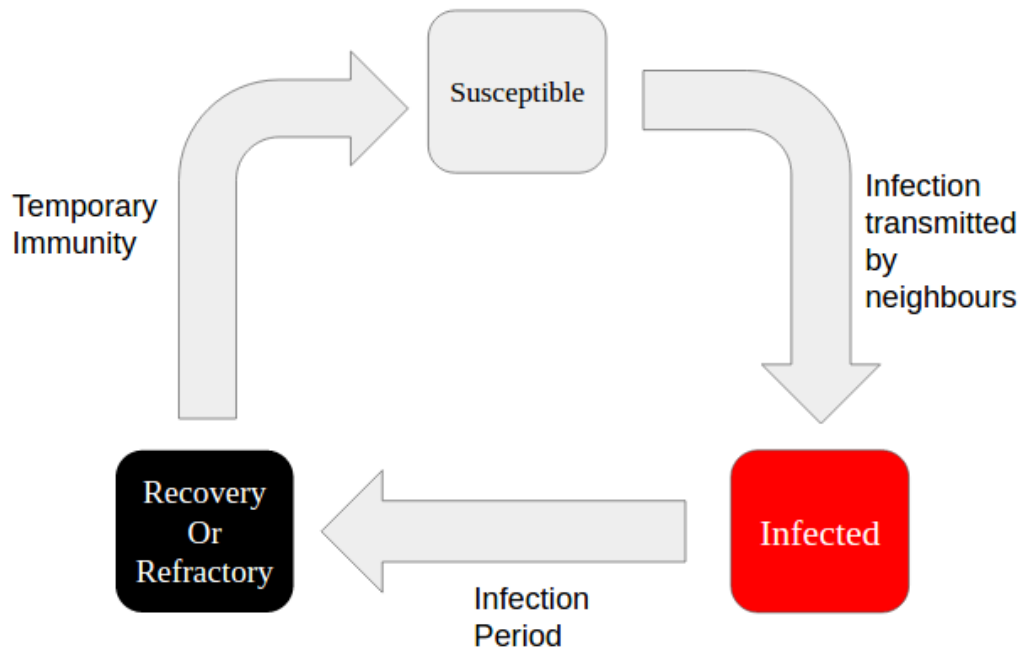 Susceptible
Infection
transmitted
by
neighbours
Temporary
Immunity
Recovery
Or
Refractory
Infected
Infection
Period